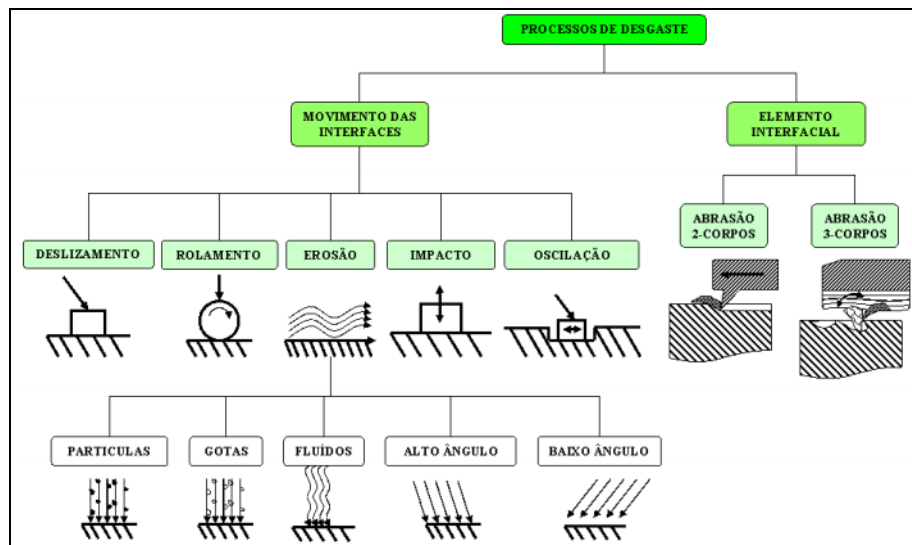 PROCESSOS DE DESGASTE
MOVIMENTO DAS
INTERFACES
ELEMENTO
INTERFACIAL
ABRASÃO
2-CORPOS
ABRASÃO
3-CORPOS
DESLIZAMENTO
ROLAMENTO
EROSÃO
IMPACTO
OSCILAÇÃO
PARTICULAS
GOTAS
FLUÍDOS
ALTO ÂNGULO
BAIXO ÂNGULO